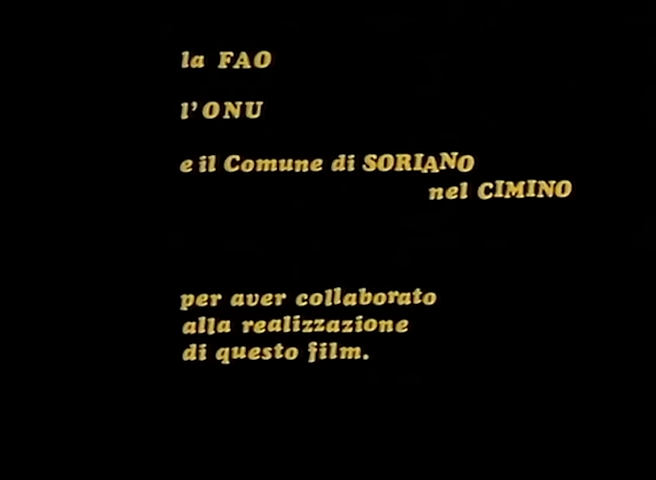 la FAO
l'ONU
e il Comune di SORIANO
nel CIMINO
per aver collaborato
alla realizzazione
di questo film.